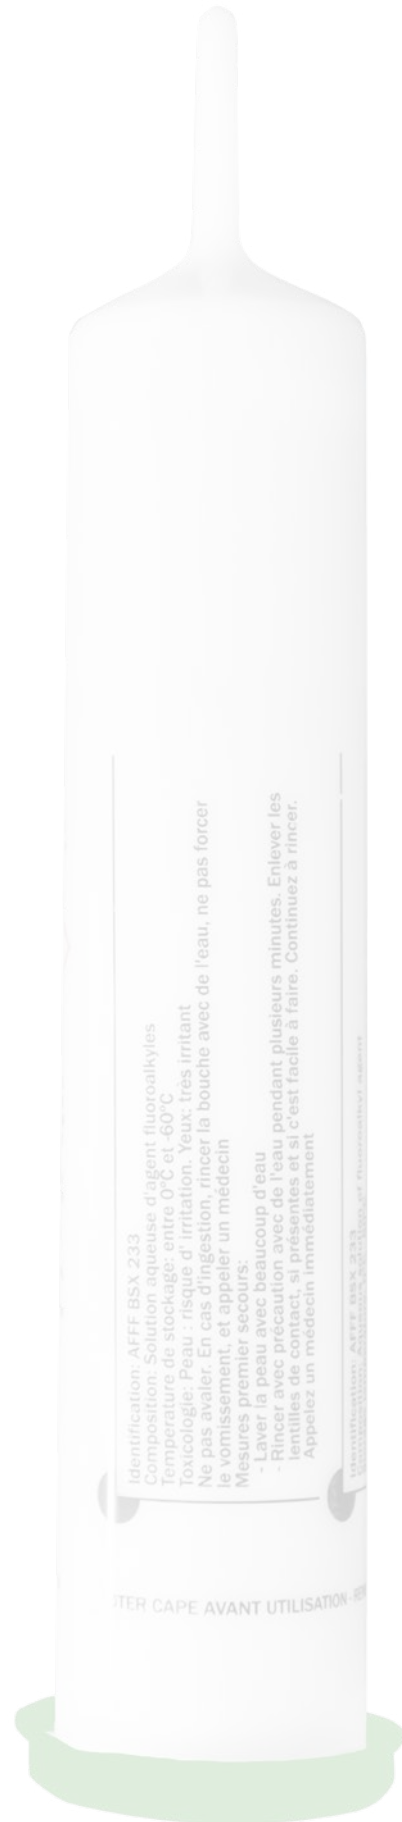 Identification: AFFF BSX 233
Composition: Solution aqueuse d'agent fluoroalkyles
Température de stockage: entre 0°C et -60°C
Toxicologie: Peau : risque d' irritation. Yeux: très irritant
Ne pas avaler. En cas d'ingestion, rincer la bouche avec de l'eau, ne pas forcer
le vomissement, et appeler un médecin
Mesures premier secours:
- Laver la peau avec beaucoup d'eau
- Rincer avec précaution avec de l'eau pendant plusieurs minutes. Enlever les
lentilles de contact, si présentes et si c'est facile à faire. Continuez à rincer.
Appelez un médecin immédiatement
Identification: AFFF BSX 233
fluoroalkyl agent
TER CAPE AVANT UTILISATION -